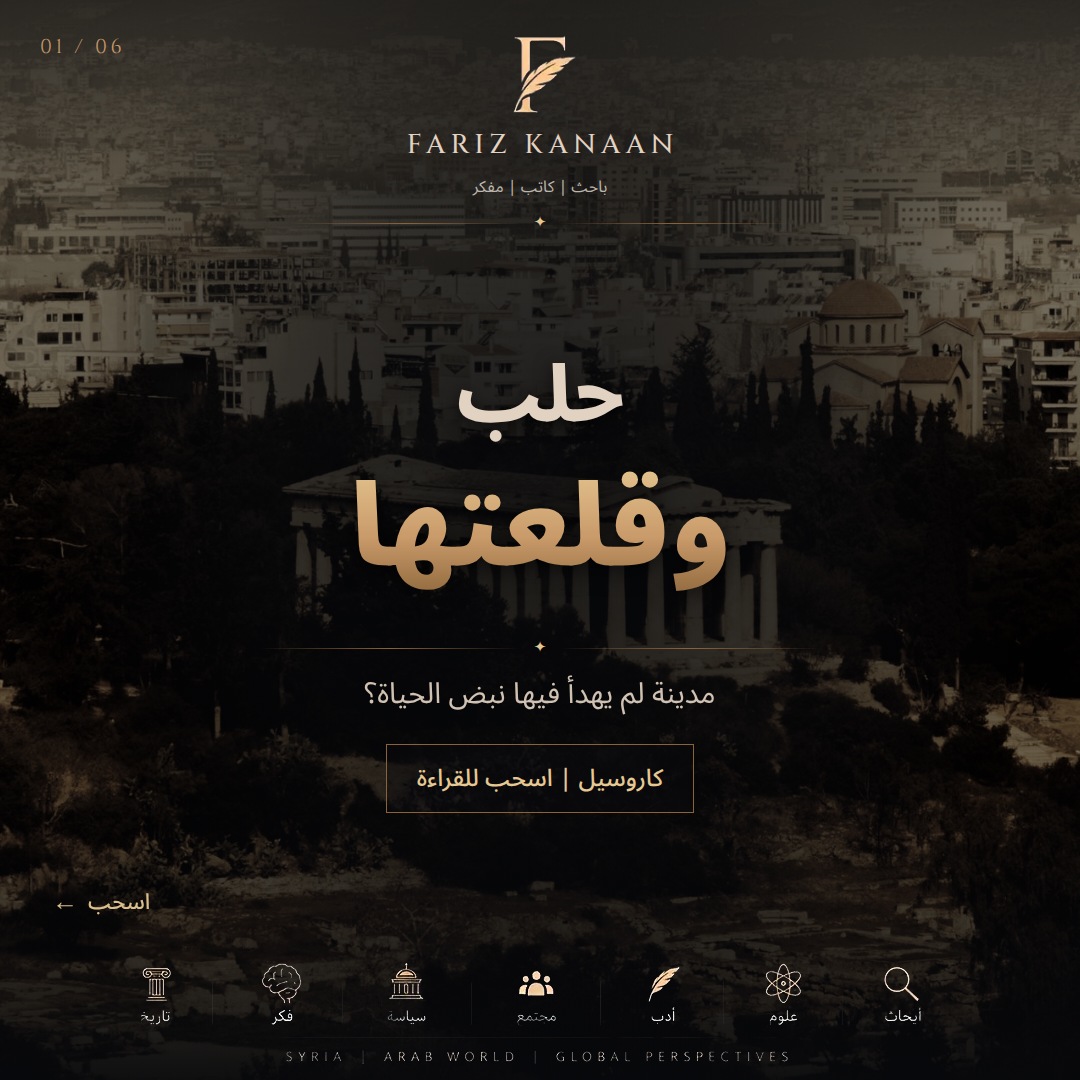 01 / 06
FARIZ KANAAN
باحث | كاتب | مفكر
حلب
وقلعتها
مدينة لم يهدأ فيها نبض الحياة؟
كاروسيل | اسحب للقراءة
اسحب ←
أبحاث
علوم
أدب
مجتمع
سياسة
فكر
تاريخ
SYRIA | ARAB WORLD | GLOBAL PERSPECTIVES